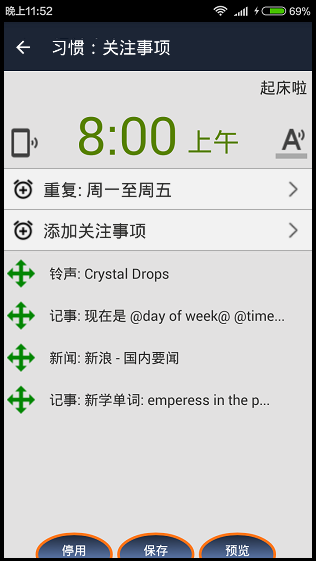 晚上11:52
69%
习惯：关注事项
起床啦
8:00 上午
A
重复: 周一至周五
添加关注事项
铃声: Crystal Drops
记事: 现在是 @day of week@ @time...
新闻: 新浪 - 国内要闻
记事: 新学单词: emperess in the p...
停用
保存
预览